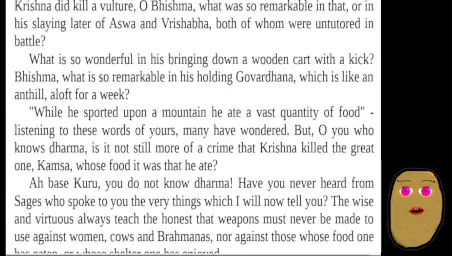 Krishna did kill a vulture, O Bhishma, what was so remarkable in that, or in
his slaying later of Aswa and Vrishabha, both of whom were untutored in
battle?
What is so wonderful in his bringing down a wooden cart with a kick?
Bhishma, what is so remarkable in his holding Govardhana, which is like an
anthill, aloft for a week?
"While he sported upon a mountain he ate a vast quantity of food" -
listening to these words of yours, many have wondered. But, O you who
knows dharma, is it not still more of a crime that Krishna killed the great
one, Kamsa, whose food it was that he ate?
Ah base Kuru, you do not know dharma! Have you never heard from
Sages who spoke to you the very things which I will now tell you? The wise
and virtuous always teach the honest that weapons must never be made to
use against women, cows and Brahmanas, nor against those whose food one
has eaten, or whose shelter one has enjoyed.